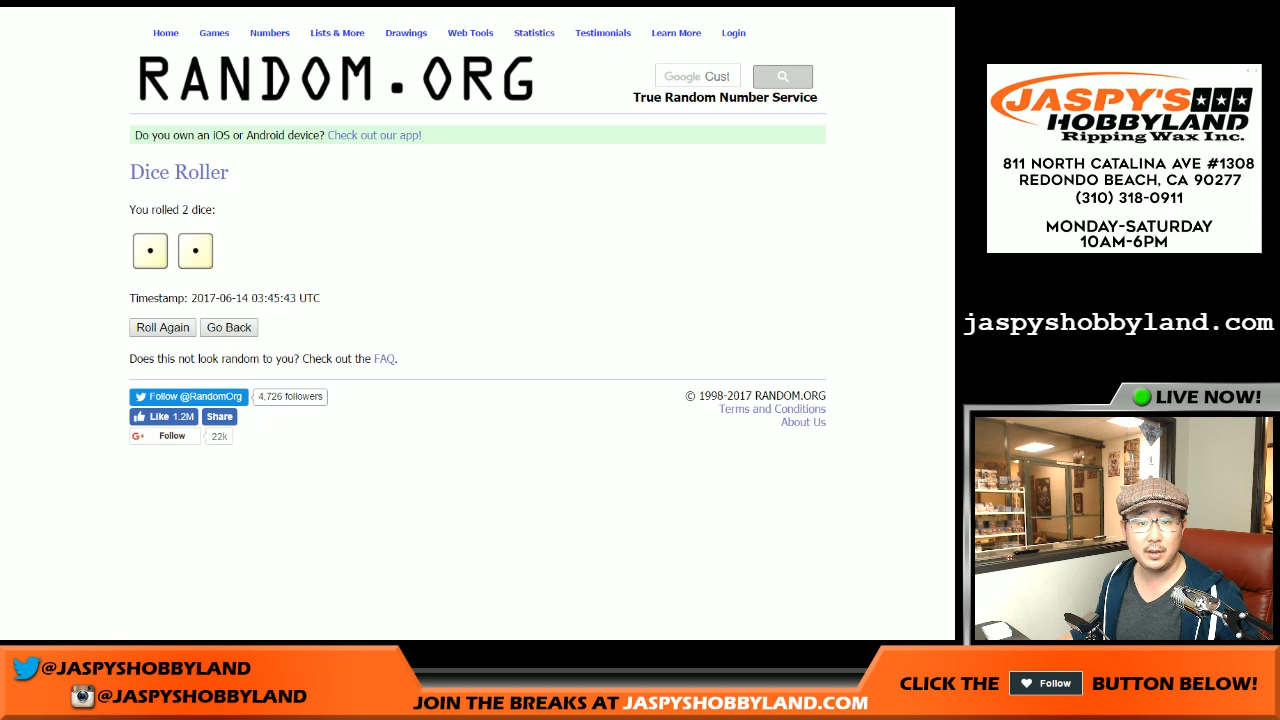 Home Games Numbers Lists & More Drawings Web Tools Statistics Testimonials Learn More Login
RANDOM.ORG
Google Cust
True Random Number Service
Do you own an iOS or Android device? Check out our app!
Dice Roller
You rolled 2 dice:
Timestamp: 2017-06-14 03:45:43 UTC
Roll Again Go Back
Does this not look random to you? Check out the FAQ.
Follow @RandomOrg 4,726 followers
Like 1.2M Share
G+ Follow 22k
© 1998-2017 RANDOM.ORG
Terms and Conditions
About Us
JASPY'S
HOBBYLAND
Ripping Wax Inc.
811 NORTH CATALINA AVE #1308
REDONDO BEACH, CA 90277
(310) 318-0911
MONDAY-SATURDAY
10AM-6PM
jaspyshobbyland.com
LIVE NOW!
@JASPYSHOBBYLAND
@JASPYSHOBBYLAND
JOIN THE BREAKS AT JASPYSHOBBYLAND.COM
CLICK THE Follow BUTTON BELOW!